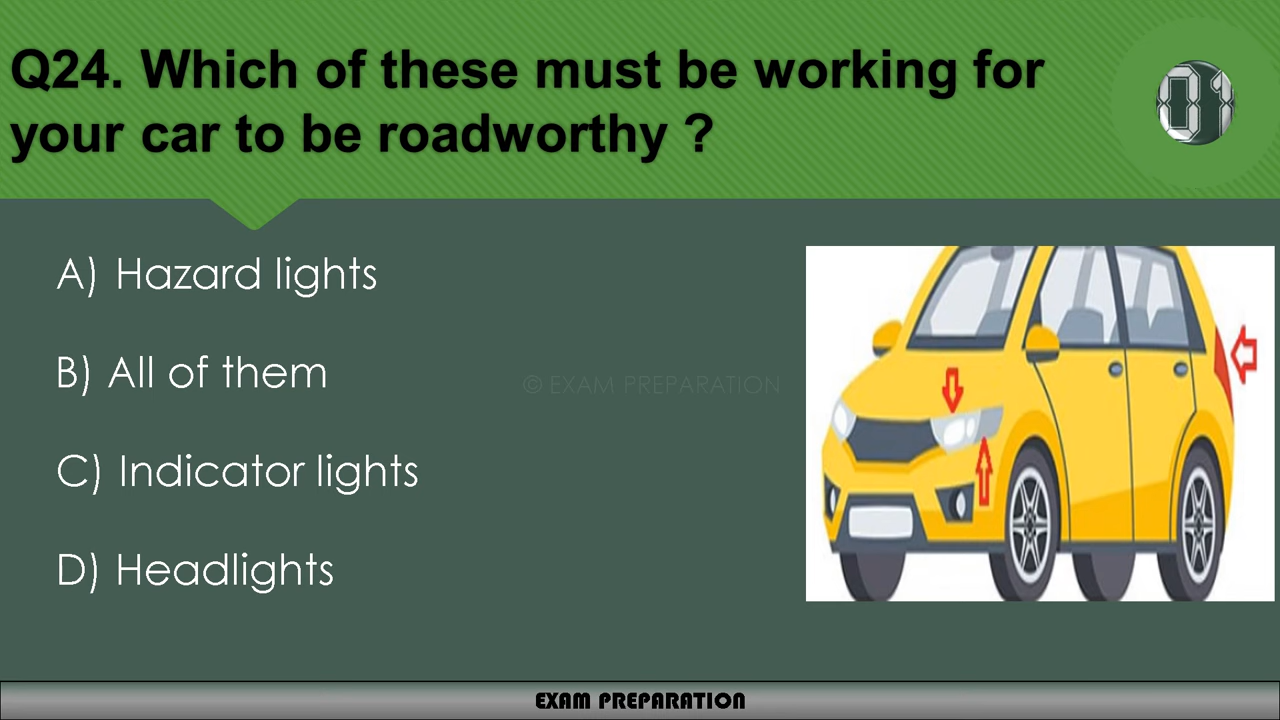 Q24. Which of these must be working for
your car to be roadworthy ?
01
A) Hazard lights
B) All of them
© EXAM PREPARATION
C) Indicator lights
D) Headlights
EXAM PREPARATION